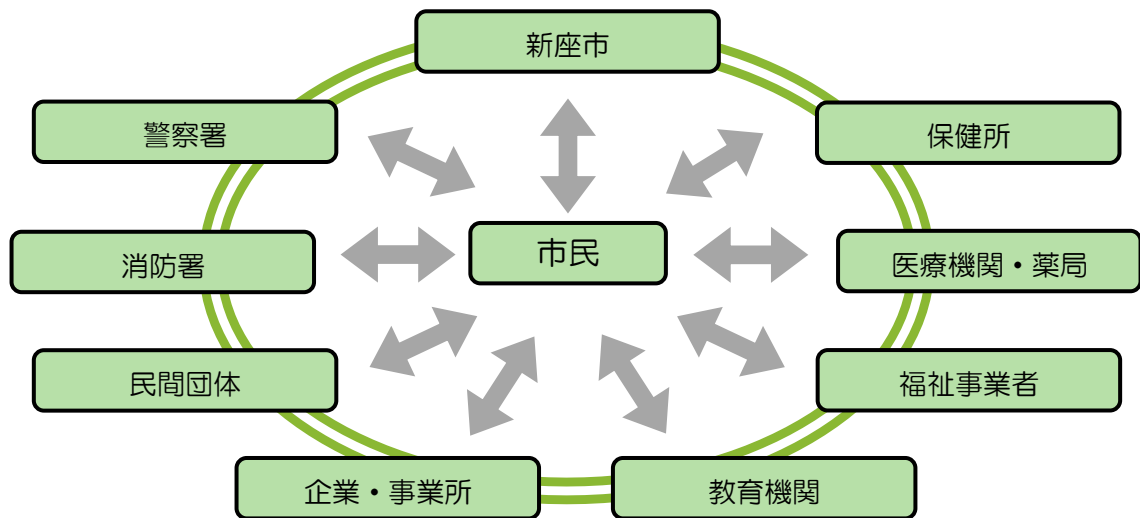 新座市
警察署
保健所
消防署
市民
医療機関・薬局
民間団体
福祉事業者
企業・事業所
教育機関